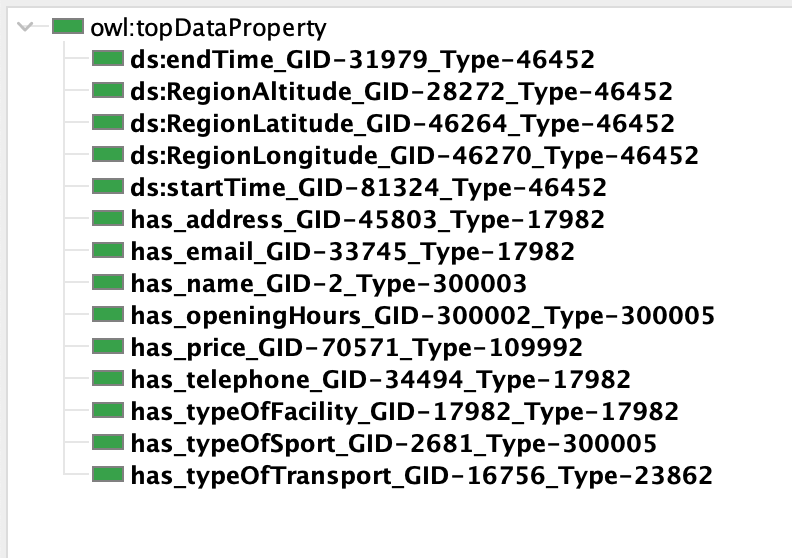 owl:topDataProperty
ds:endTime_GID-31979_Type-46452
ds:RegionAltitude_GID-28272_Type-46452
ds:RegionLatitude_GID-46264_Type-46452
ds:RegionLongitude_GID-46270_Type-46452
ds:startTime_GID-81324_Type-46452
has_address_GID-45803_Type-17982
has_email_GID-33745_Type-17982
has_name_GID-2_Type-300003
has_openingHours_GID-300002_Type-300005
has_price_GID-70571_Type-109992
has_telephone_GID-34494_Type-17982
has_typeOfFacility_GID-17982_Type-17982
has_typeOfSport_GID-2681_Type-300005
has_typeOfTransport_GID-16756_Type-23862